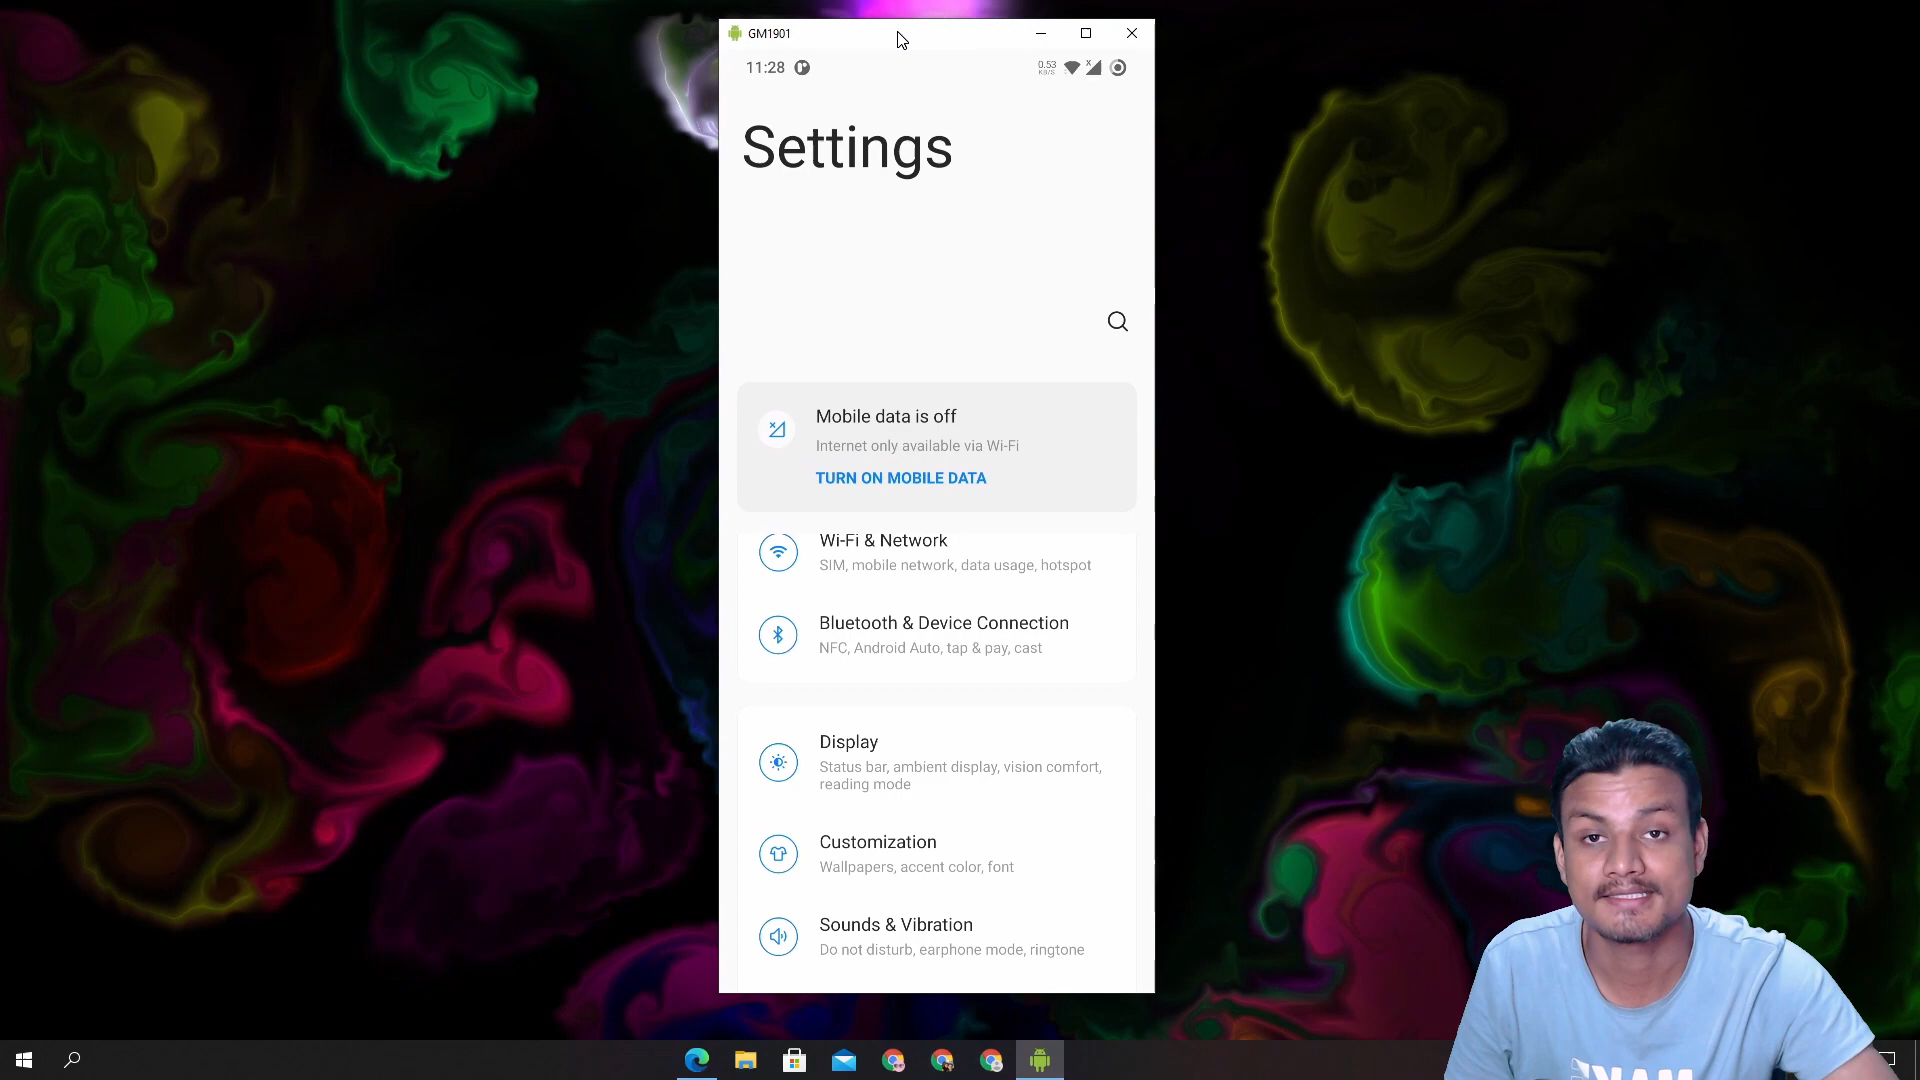 GM1901
11:28
0.53
KB/S
Settings
Mobile data is off
Internet only available via Wi-Fi
TURN ON MOBILE DATA
Wi-Fi & Network
SIM, mobile network, data usage, hotspot
Bluetooth & Device Connection
NFC, Android Auto, tap & pay, cast
Display
Status bar, ambient display, vision comfort,
reading mode
Customization
Wallpapers, accent color, font
Sounds & Vibration
Do not disturb, earphone mode, ringtone